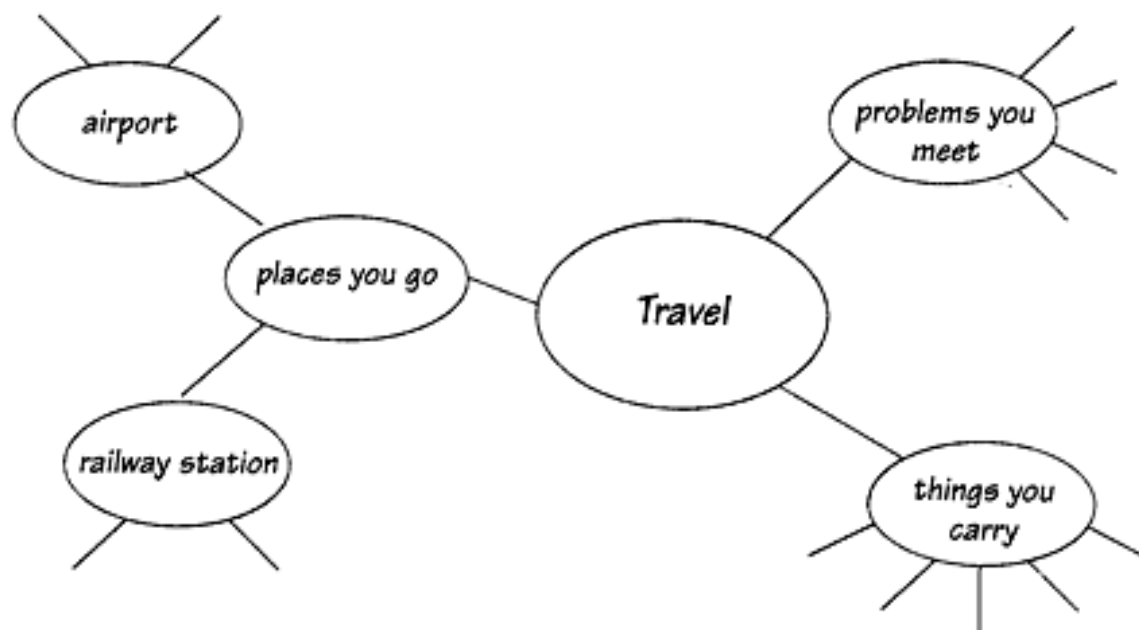 airport
problems you
meet
places you go
Travel
railway station
things you
carry